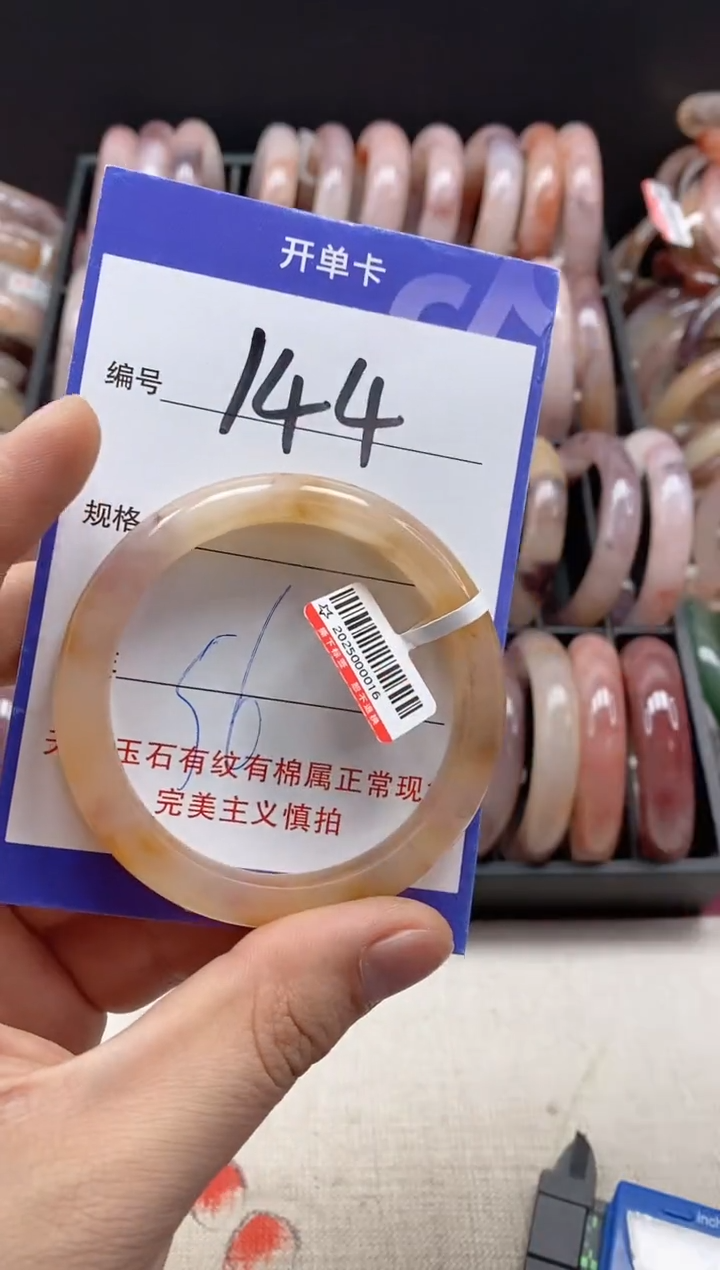 开单卡
编号 144
规格
56
2025000016
玉石有纹有棉属正常现
完美主义慎拍
inch